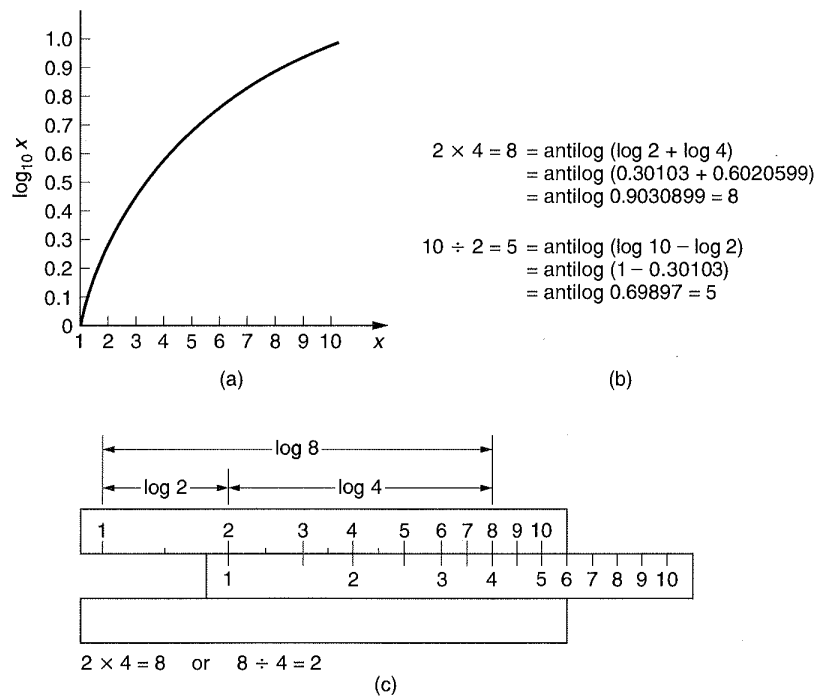 1.0
0.9
0.8
0.7
0.6
0.5
0.4
0.3
0.2
0.1
0
log₁₀ x
1 2 3 4 5 6 7 8 9 10 x
(a)
2 × 4 = 8 = antilog (log 2 + log 4)
= antilog (0.30103 + 0.6020599)
= antilog 0.9030899 = 8
10 ÷ 2 = 5 = antilog (log 10 − log 2)
= antilog (1 − 0.30103)
= antilog 0.69897 = 5
(b)
log 8
log 2 log 4
1 2 3 4 5 6 7 8 9 10
1 2 3 4 5 6 7 8 9 10
2 × 4 = 8 or 8 ÷ 4 = 2
(c)